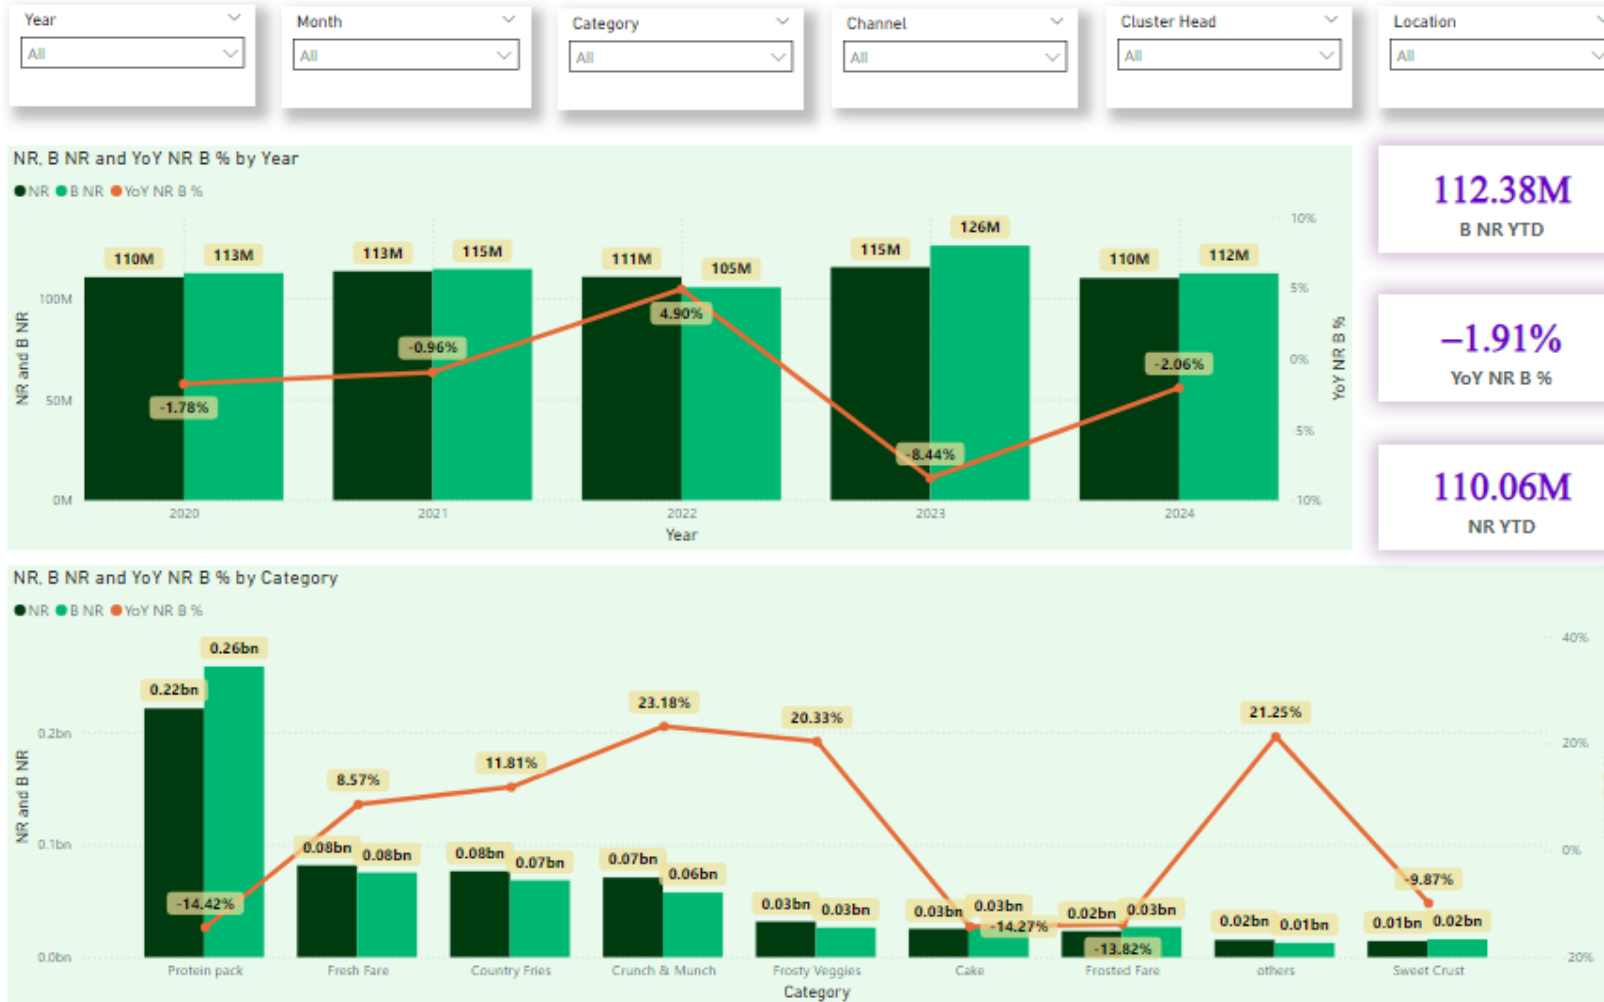 Year
All
Month
All
Category
All
Channel
All
Cluster Head
All
Location
All
NR, B NR and YoY NR B % by Year
NR B NR YoY NR B %
NR and B NR
100M
50M
0M
110M 113M
113M 115M
111M 105M
115M 126M
110M 112M
-1.78%
-0.96%
4.90%
-8.44%
-2.06%
10%
5%
0%
-5%
-10%
YoY NR B %
2020 2021 2022 2023 2024
Year
112.38M
B NR YTD
–1.91%
YoY NR B %
110.06M
NR YTD
NR, B NR and YoY NR B % by Category
NR B NR YoY NR B %
NR and B NR
0.2bn
0.1bn
0.0bn
0.22bn 0.26bn
0.08bn 0.08bn
0.08bn 0.07bn
0.07bn 0.06bn
0.03bn 0.03bn
0.03bn 0.03bn
0.02bn 0.03bn
0.02bn 0.01bn
0.01bn 0.02bn
-14.42%
8.57%
11.81%
23.18%
20.33%
-14.27%
-13.82%
21.25%
-9.87%
40%
20%
0%
-20%
Protein pack Fresh Fare Country Fries Crunch & Munch Frosty Veggies Cake Frosted Fare others Sweet Crust
Category